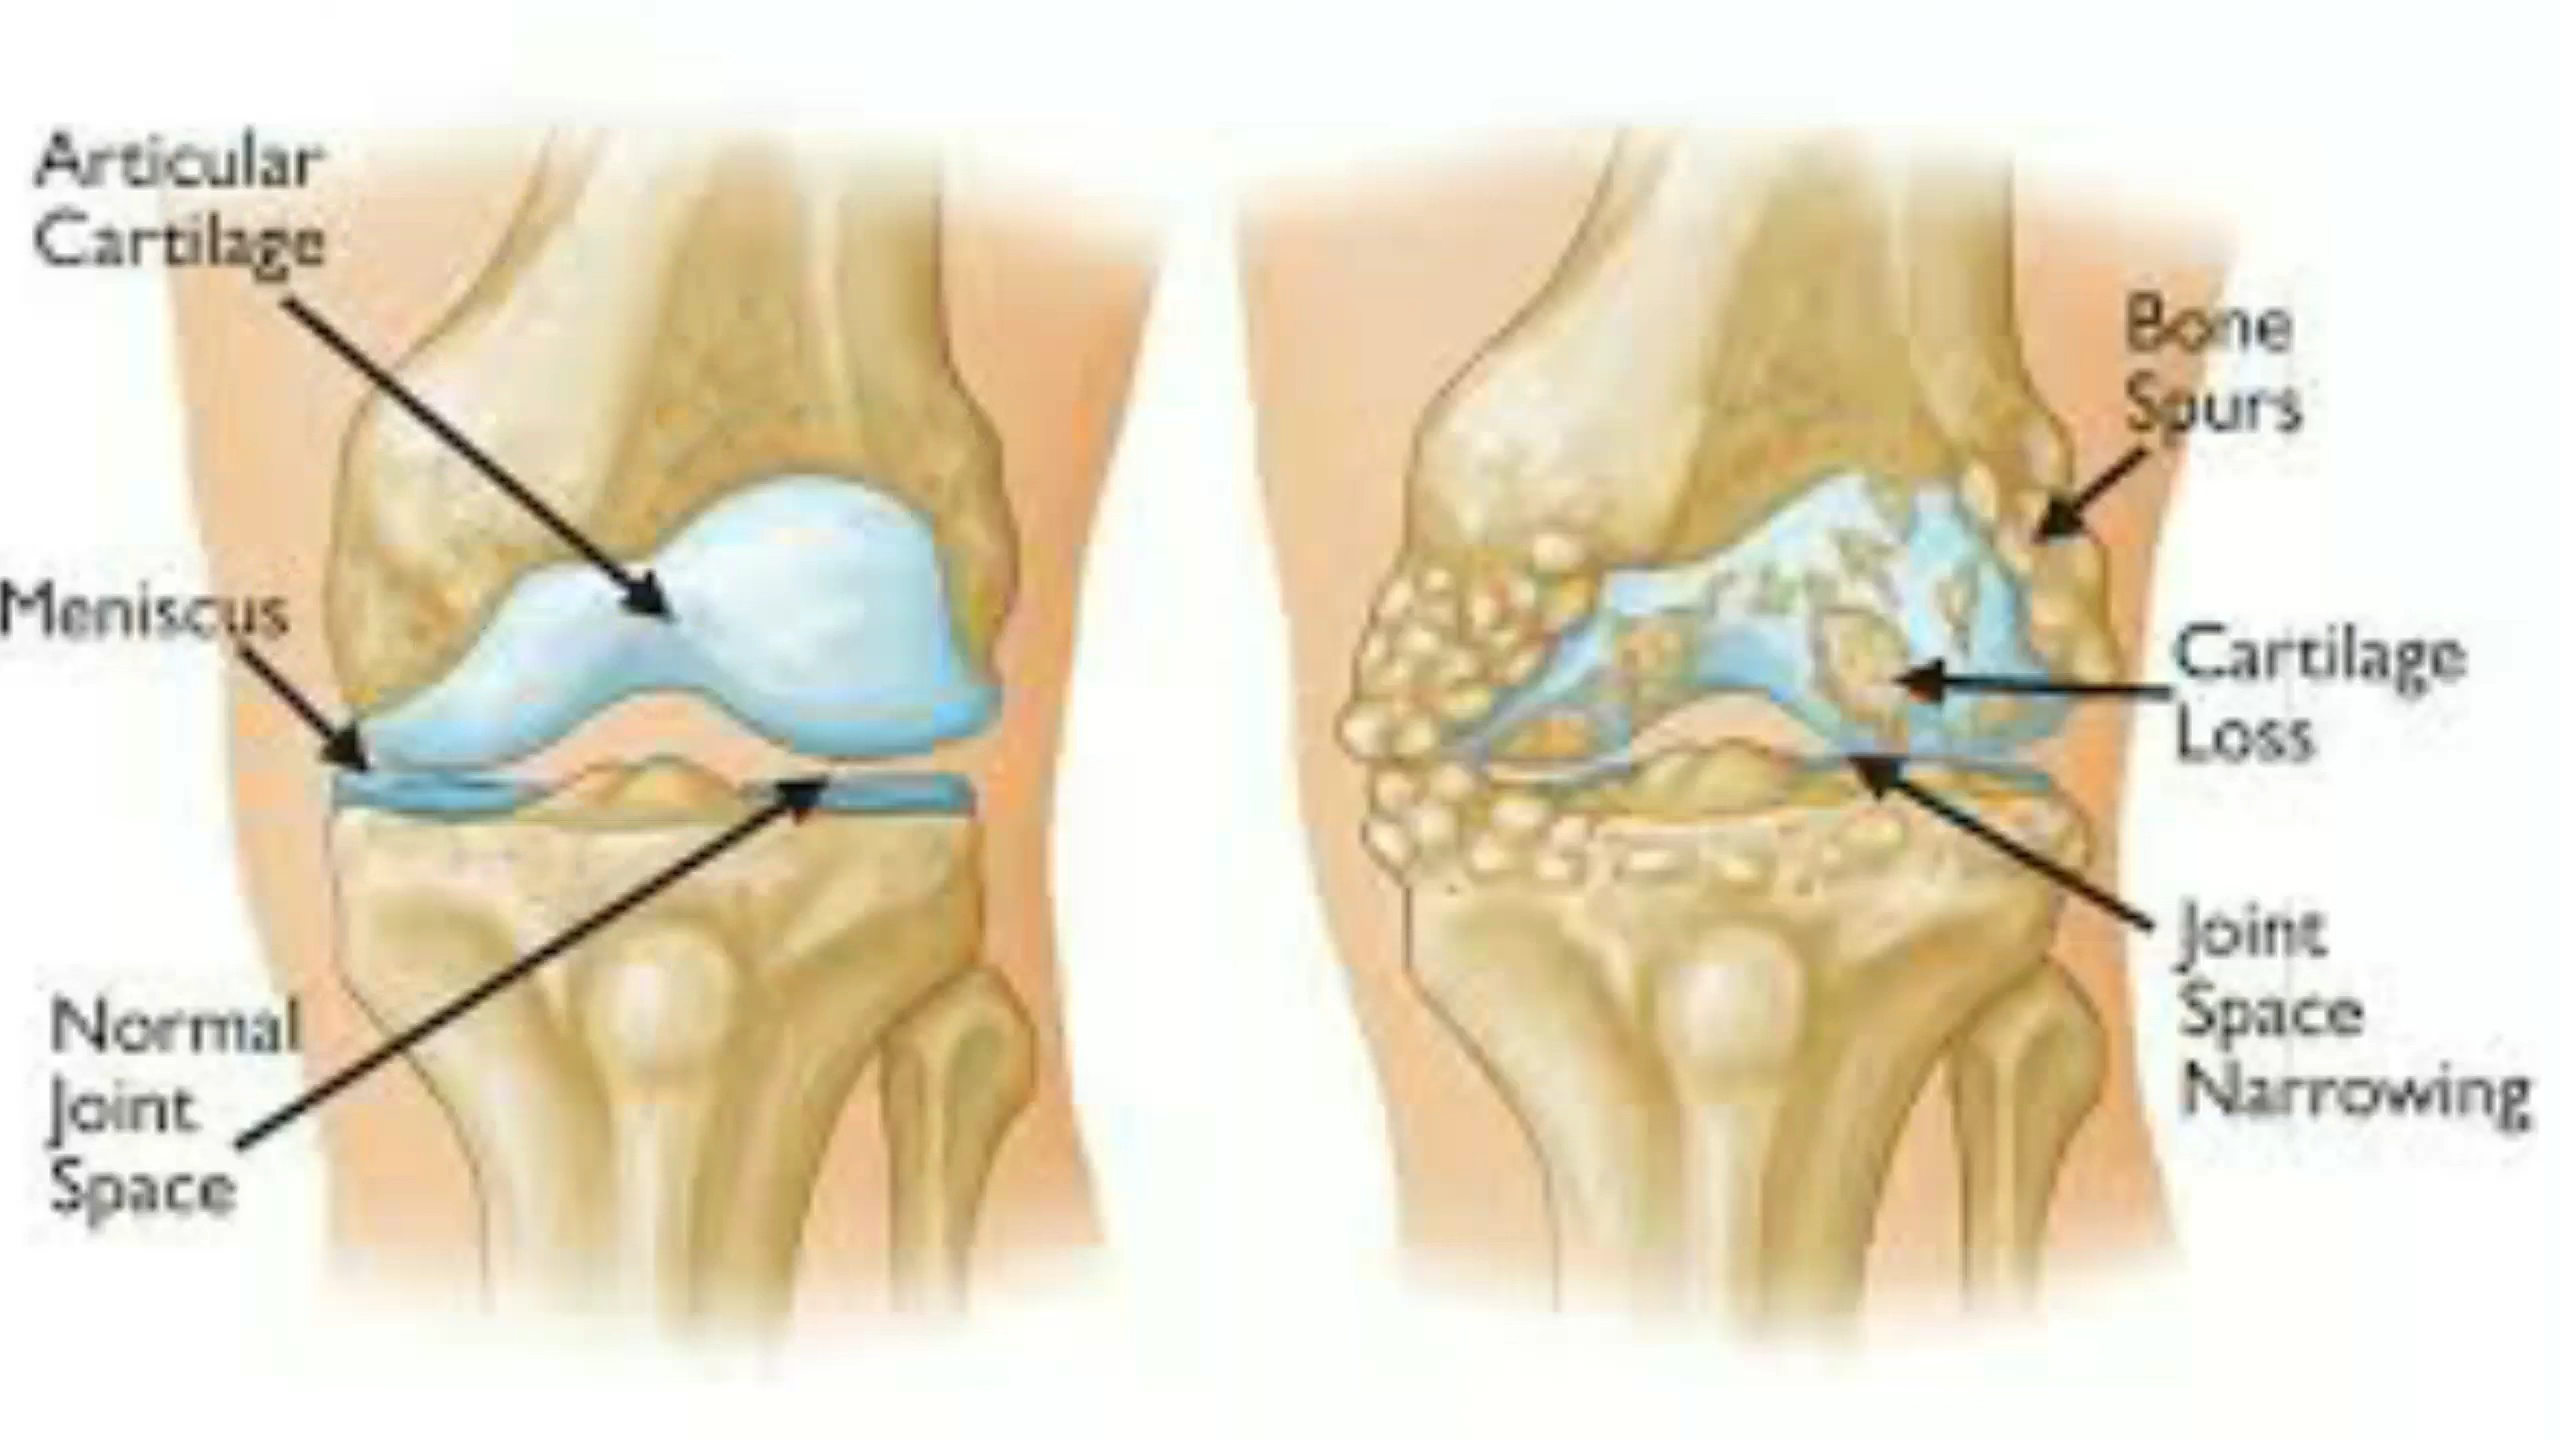 Articular
Cartilage
Meniscus
Normal
Joint
Space
Bone
Spurs
Cartilage
Loss
Joint
Space
Narrowing